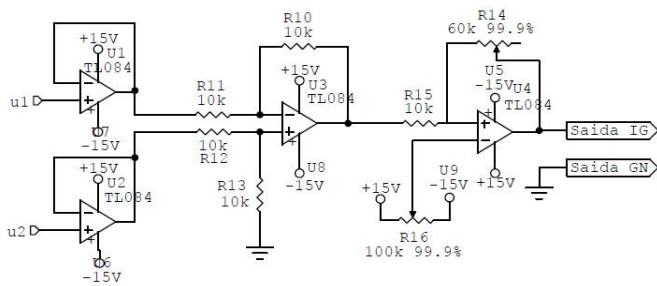 +15V
U1
TL084
u1
U7
-15V
+15V
U2
TL084
u2
U6
-15V
R11
10k
10k
R12
R13
10k
R10
10k
+15V
U3
TL084
U8
-15V
R15
10k
R14
60k 99.9%
U5
-15V
U4
TL084
+15V
U9
-15V
+15V
R16
100k 99.9%
Saida IG
Saida GN